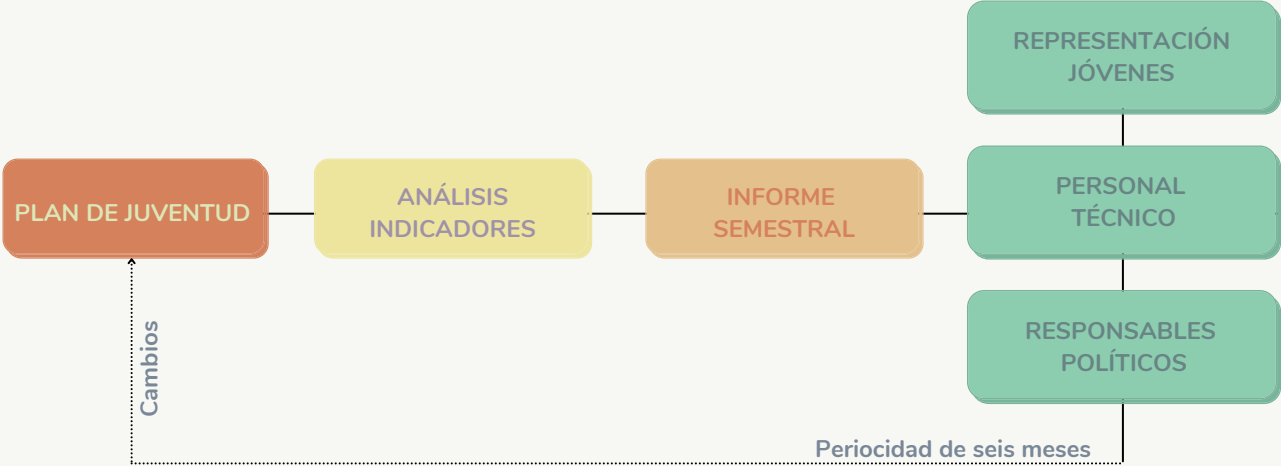 REPRESENTACIÓN
JÓVENES
PLAN DE JUVENTUD
ANÁLISIS
INDICADORES
INFORME
SEMESTRAL
PERSONAL
TÉCNICO
RESPONSABLES
POLÍTICOS
Cambios
Periocidad de seis meses